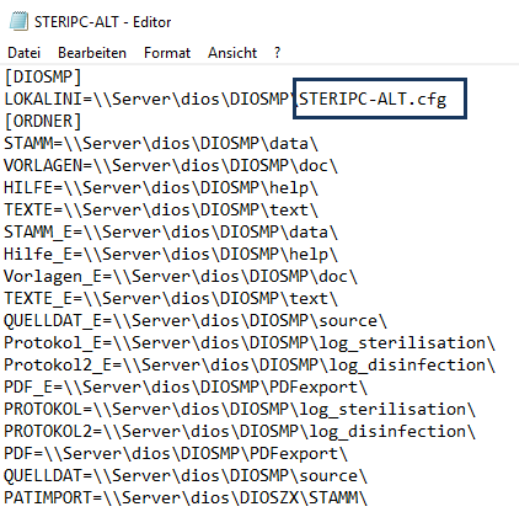 STERIPC-ALT - Editor
Datei Bearbeiten Format Ansicht ?
[DIOSMP]
LOKALINI=\\Server\dios\DIOSMP\STERIPC-ALT.cfg
[ORDNER]
STAMM=\\Server\dios\DIOSMP\data\
VORLAGEN=\\Server\dios\DIOSMP\doc\
HILFE=\\Server\dios\DIOSMP\help\
TEXTE=\\Server\dios\DIOSMP\text\
STAMM_E=\\Server\dios\DIOSMP\data\
Hilfe_E=\\Server\dios\DIOSMP\help\
Vorlagen_E=\\Server\dios\DIOSMP\doc\
TEXTE_E=\\Server\dios\DIOSMP\text\
QUELLDAT_E=\\Server\dios\DIOSMP\source\
Protokol_E=\\Server\dios\DIOSMP\log_sterilisation\
Protokol2_E=\\Server\dios\DIOSMP\log_disinfection\
PDF_E=\\Server\dios\DIOSMP\PDFexport\
PROTOKOL=\\Server\dios\DIOSMP\log_sterilisation\
PROTOKOL2=\\Server\dios\DIOSMP\log_disinfection\
PDF=\\Server\dios\DIOSMP\PDFexport\
QUELLDAT=\\Server\dios\DIOSMP\source\
PATIMPORT=\\Server\dios\DIOSZX\STAMM\